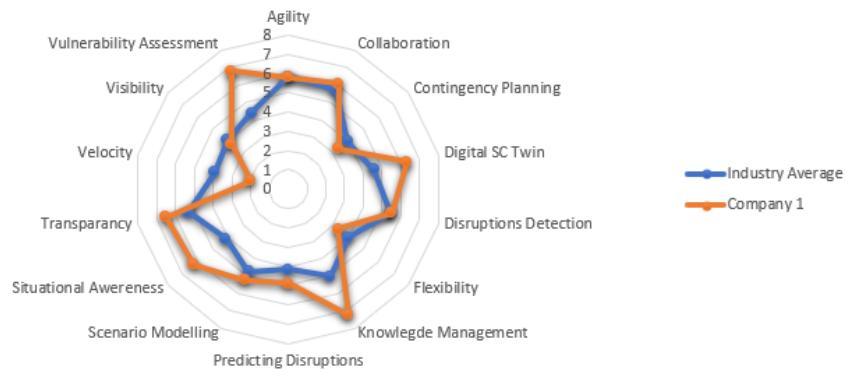 Agility
Vulnerability Assessment
Collaboration
Visibility
Contingency Planning
Velocity
Digital SC Twin
Transparancy
Disruptions Detection
Situational Awereness
Flexibility
Scenario Modelling
Knowlegde Management
Predicting Disruptions
8
7
6
5
4
3
2
1
0
Industry Average
Company 1